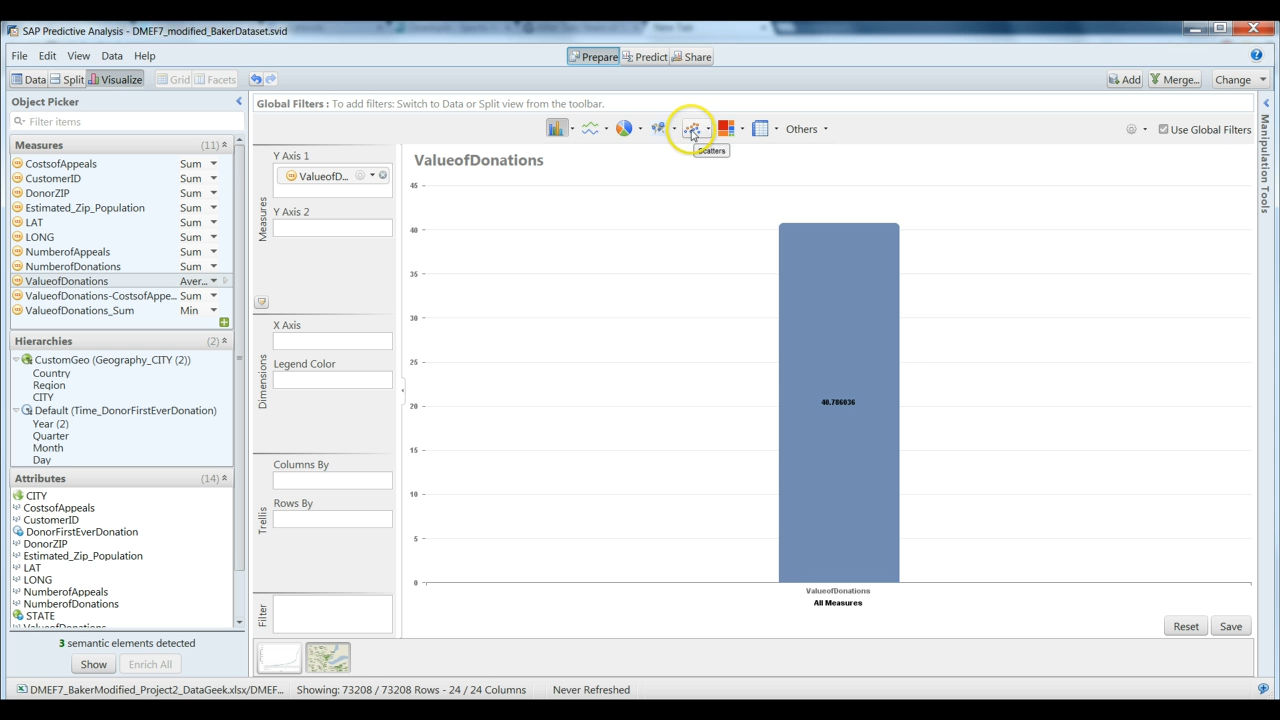 SAP Predictive Analysis - DMEF7_modified_BakerDataset.svid
File Edit View Data Help
Prepare Predict Share
Data Split Visualize Grid Facets
Add Merge... Change
Object Picker
Filter items
Measures (11)
CostsofAppeals Sum
CustomerID Sum
DonorZIP Sum
Estimated_Zip_Population Sum
LAT Sum
LONG Sum
NumberofAppeals Sum
NumberofDonations Sum
ValueofDonations Aver...
ValueofDonations-CostsofAppe... Sum
ValueofDonations_Sum Min
Hierarchies (2)
CustomGeo (Geography_CITY (2))
Country
Region
CITY
Default (Time_DonorFirstEverDonation)
Year (2)
Quarter
Month
Day
Attributes (14)
CITY
CostsofAppeals
CustomerID
DonorFirstEverDonation
DonorZIP
Estimated_Zip_Population
LAT
LONG
NumberofAppeals
NumberofDonations
STATE
ValueofDonations
3 semantic elements detected
Show Enrich All
Global Filters : To add filters: Switch to Data or Split view from the toolbar.
Others
Use Global Filters
Scatters
Measures
Y Axis 1
ValueofD...
Y Axis 2
Dimensions
X Axis
Legend Color
Trellis
Columns By
Rows By
Filter
ValueofDonations
45
40
35
30
25
20
15
10
5
0
40.786036
ValueofDonations
All Measures
Reset Save
Manipulation Tools
DMEF7_BakerModified_Project2_DataGeek.xlsx/DMEF... Showing: 73208 / 73208 Rows - 24 / 24 Columns Never Refreshed